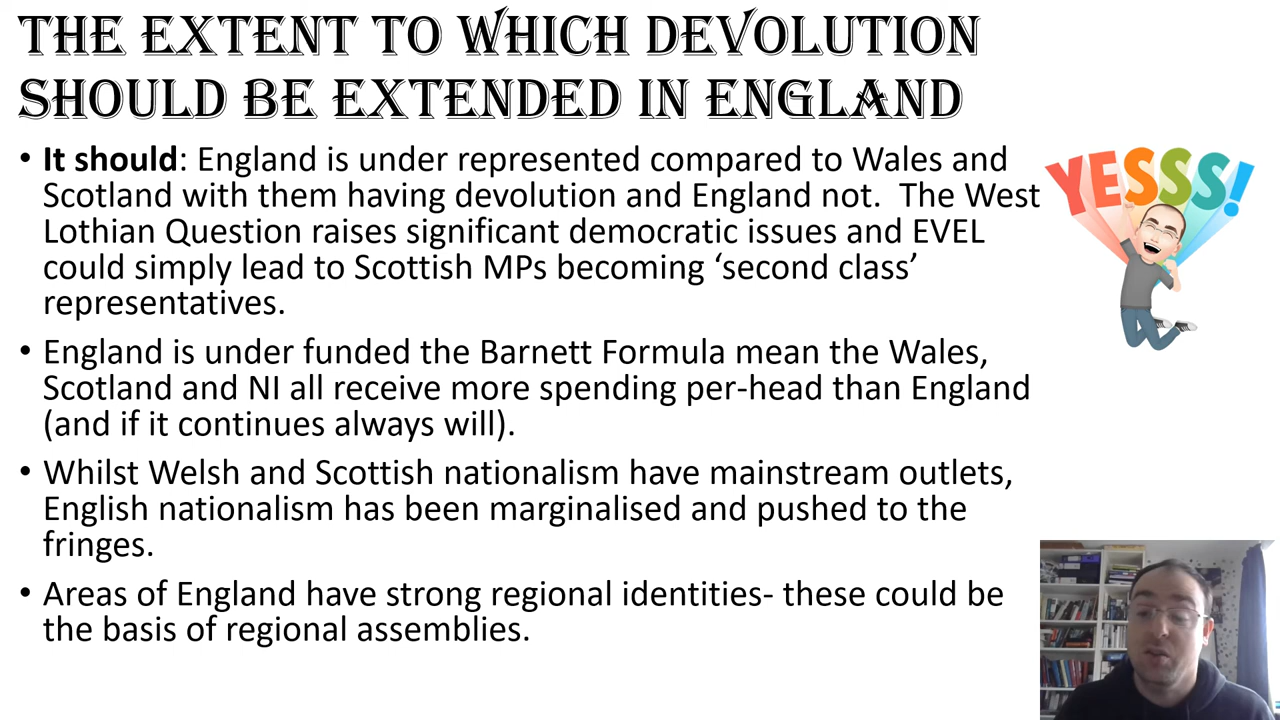 THE EXTENT TO WHICH DEVOLUTION
SHOULD BE EXTENDED IN ENGLAND
• It should: England is under represented compared to Wales and
Scotland with them having devolution and England not. The West
Lothian Question raises significant democratic issues and EVEL
could simply lead to Scottish MPs becoming ‘second class’
representatives.
• England is under funded the Barnett Formula mean the Wales,
Scotland and NI all receive more spending per-head than England
(and if it continues always will).
• Whilst Welsh and Scottish nationalism have mainstream outlets,
English nationalism has been marginalised and pushed to the
fringes.
• Areas of England have strong regional identities- these could be
the basis of regional assemblies.
YESSS!